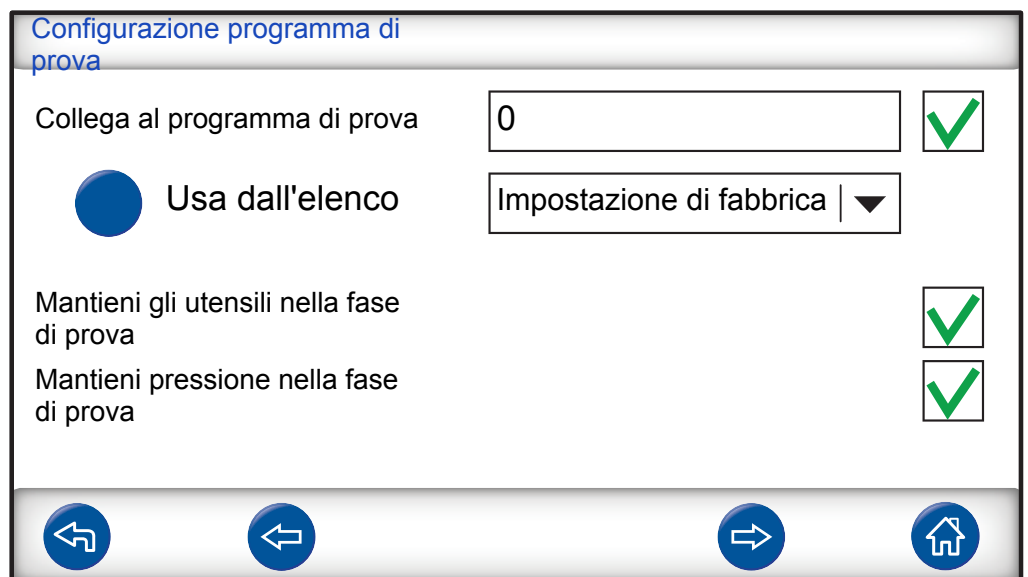 Configurazione programma di
prova
Collega al programma di prova
0
Usa dall'elenco
Impostazione di fabbrica
Mantieni gli utensili nella fase
di prova
Mantieni pressione nella fase
di prova